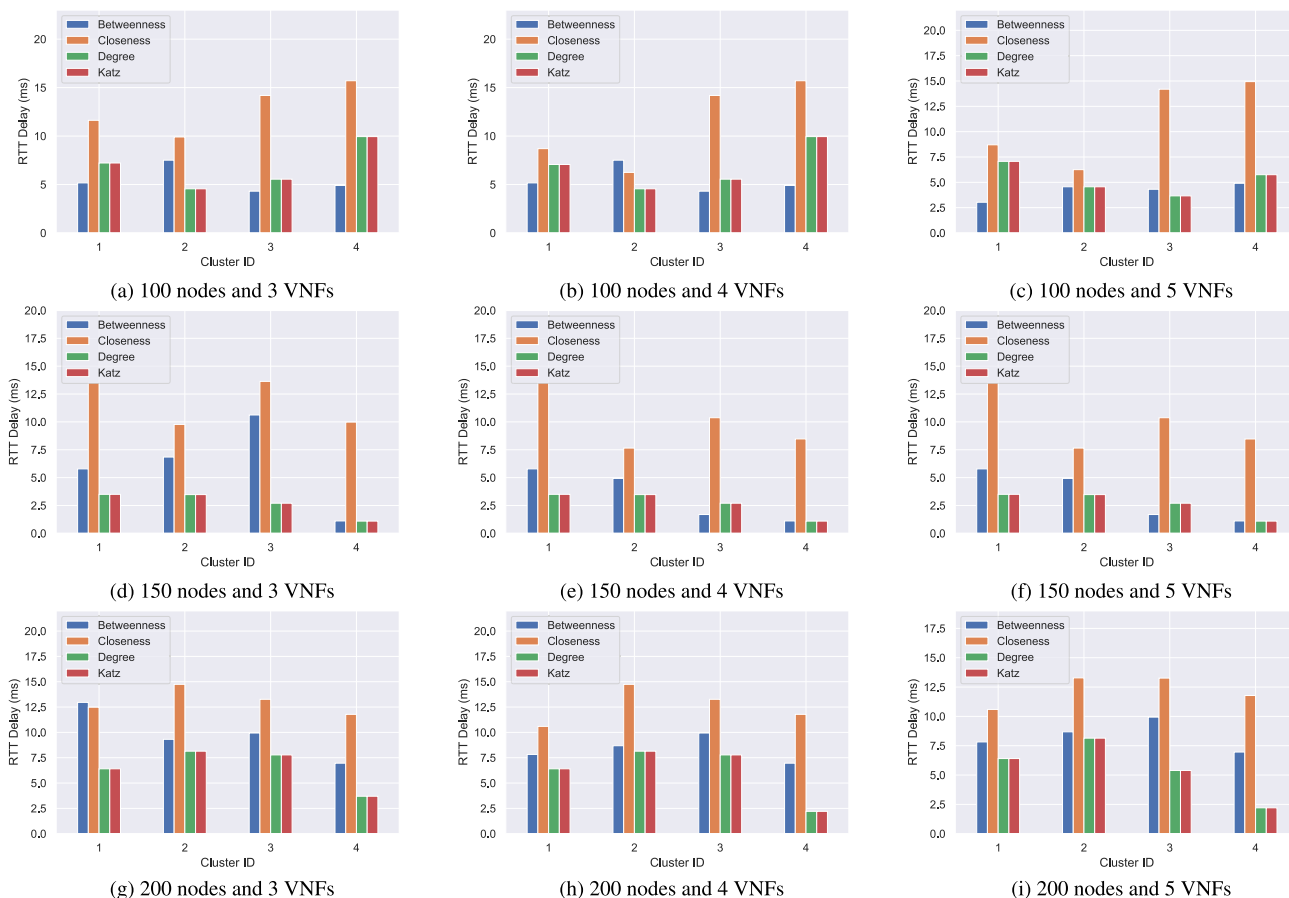 Betweenness
Closeness
Degree
Katz
RTT Delay (ms)
20
15
10
5
0
1 2 3 4
Cluster ID
(a) 100 nodes and 3 VNFs
Betweenness
Closeness
Degree
Katz
RTT Delay (ms)
20
15
10
5
0
1 2 3 4
Cluster ID
(b) 100 nodes and 4 VNFs
Betweenness
Closeness
Degree
Katz
RTT Delay (ms)
20.0
17.5
15.0
12.5
10.0
7.5
5.0
2.5
0.0
1 2 3 4
Cluster ID
(c) 100 nodes and 5 VNFs
Betweenness
Closeness
Degree
Katz
RTT Delay (ms)
20.0
17.5
15.0
12.5
10.0
7.5
5.0
2.5
0.0
1 2 3 4
Cluster ID
(d) 150 nodes and 3 VNFs
Betweenness
Closeness
Degree
Katz
RTT Delay (ms)
20.0
17.5
15.0
12.5
10.0
7.5
5.0
2.5
0.0
1 2 3 4
Cluster ID
(e) 150 nodes and 4 VNFs
Betweenness
Closeness
Degree
Katz
RTT Delay (ms)
20.0
17.5
15.0
12.5
10.0
7.5
5.0
2.5
0.0
1 2 3 4
Cluster ID
(f) 150 nodes and 5 VNFs
Betweenness
Closeness
Degree
Katz
RTT Delay (ms)
20.0
17.5
15.0
12.5
10.0
7.5
5.0
2.5
0.0
1 2 3 4
Cluster ID
(g) 200 nodes and 3 VNFs
Betweenness
Closeness
Degree
Katz
RTT Delay (ms)
20.0
17.5
15.0
12.5
10.0
7.5
5.0
2.5
0.0
1 2 3 4
Cluster ID
(h) 200 nodes and 4 VNFs
Betweenness
Closeness
Degree
Katz
RTT Delay (ms)
17.5
15.0
12.5
10.0
7.5
5.0
2.5
0.0
1 2 3 4
Cluster ID
(i) 200 nodes and 5 VNFs